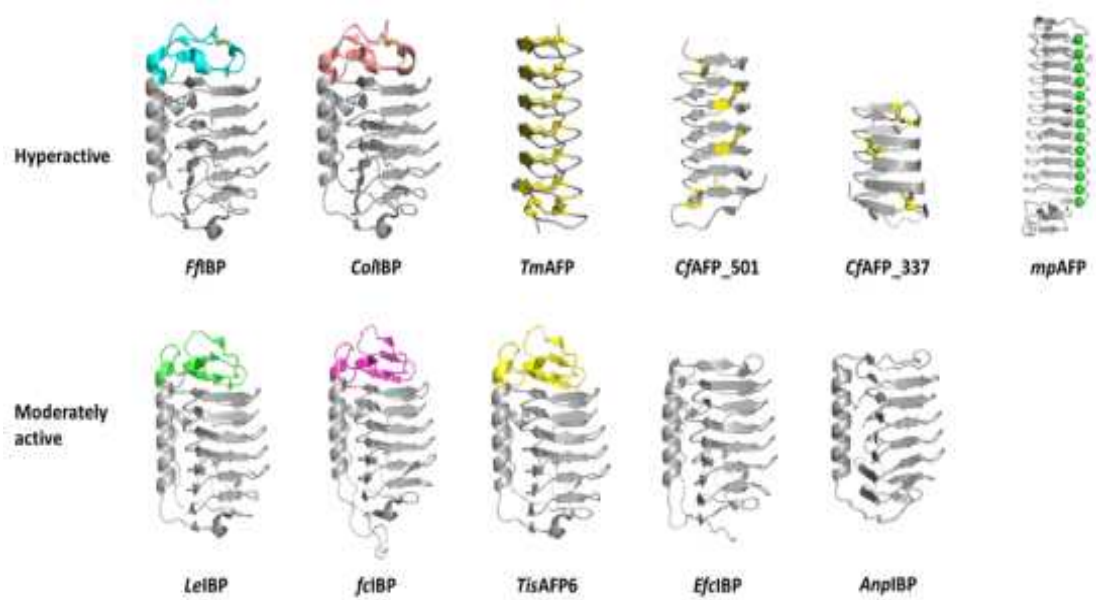 Hyperactive
FfIBP ColIBP TmAFP CfAFP_501 CfAFP_337 mpAFP
Moderately
active
LeIBP fcIBP TisAFP6 EfcIBP AnpIBP